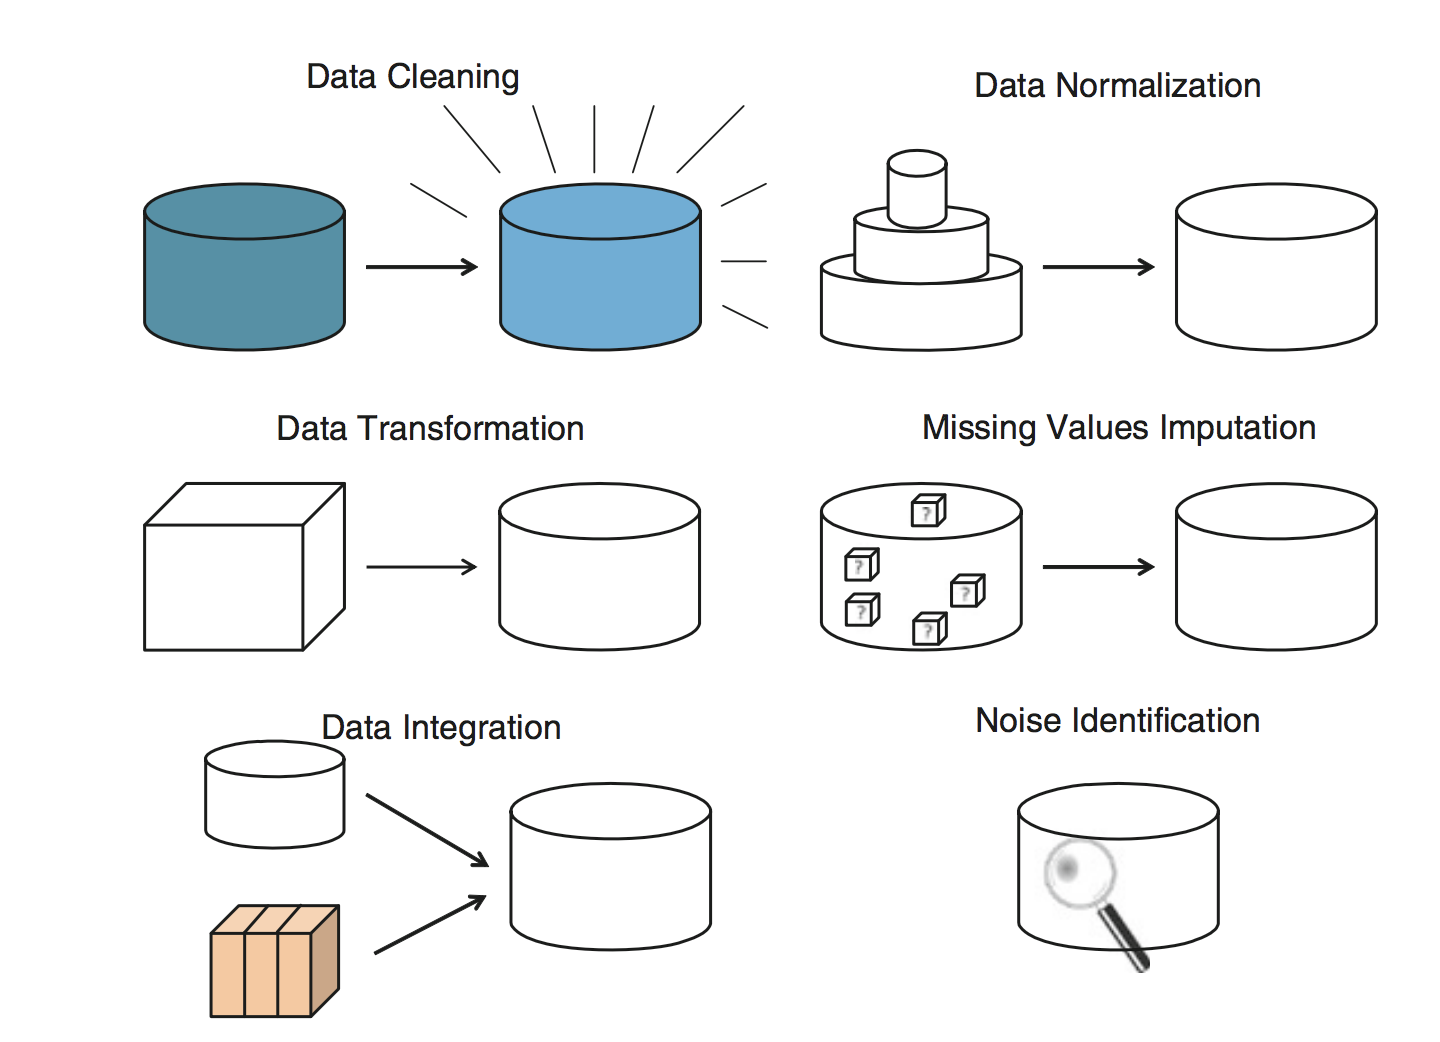 Data Cleaning
Data Normalization
Data Transformation
Missing Values Imputation
?
?
?
?
?
Data Integration
Noise Identification